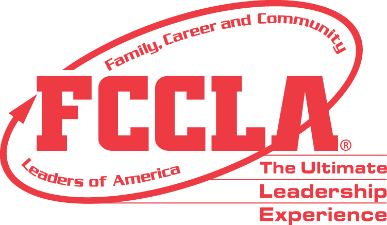 Family, Career and Community
FCCLA®
Leaders of America
The Ultimate
Leadership
Experience